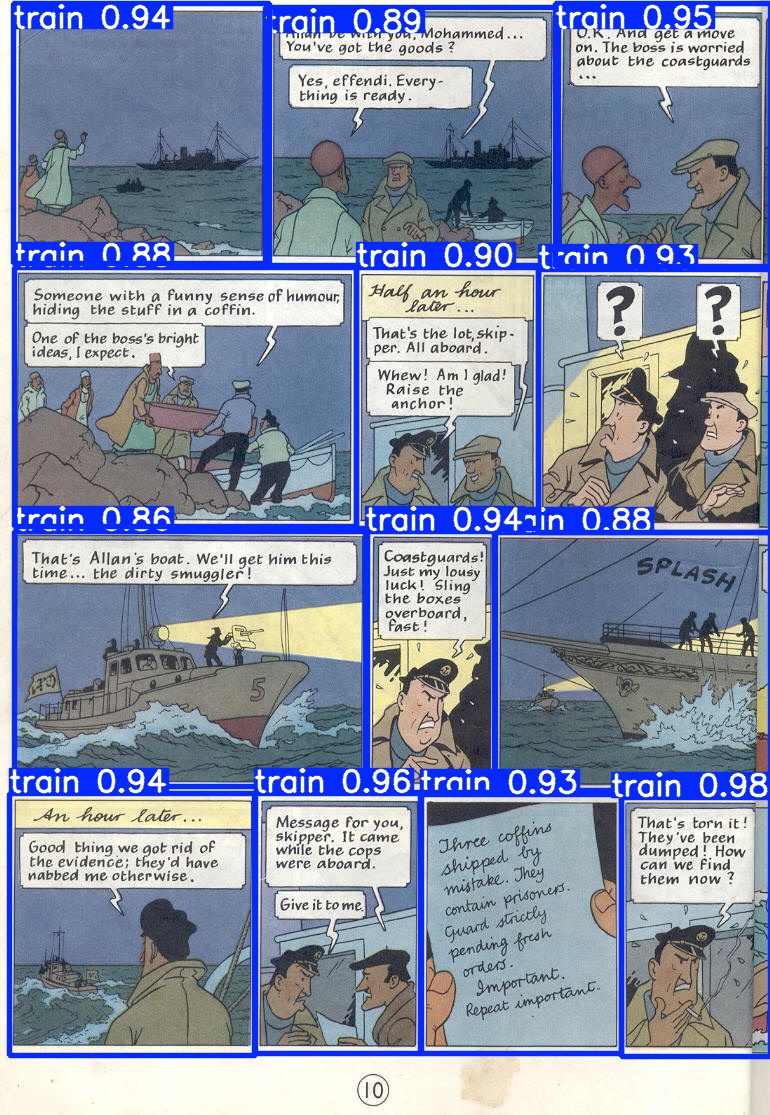 train 0.94
train 0.89
Allan be with you, Mohammed...
You've got the goods ?
Yes, effendi. Every-
thing is ready.
train 0.95
O.K. And get a move
on. The boss is worried
about the coastguards
...
train 0.88
Someone with a funny sense of humour,
hiding the stuff in a coffin.
One of the boss's bright
ideas, I expect.
train 0.90
Half an hour
later...
That's the lot, skip-
per. All aboard.
Whew! Am I glad!
Raise the
anchor!
train 0.93
?
?
train 0.86
That's Allan's boat. We'll get him this
time... the dirty smuggler!
5
train 0.94
Coastguards!
Just my lousy
luck! Sling
the boxes
overboard,
fast!
ain 0.88
SPLASH
train 0.94
An hour later...
Good thing we got rid of
the evidence; they'd have
nabbed me otherwise.
train 0.96
Message for you,
skipper. It came
while the cops
were aboard.
Give it to me.
train 0.93
Three coffins
shipped by
mistake. They
contain prisoners.
Guard strictly
pending fresh
orders.
Important.
Repeat important.
train 0.98
That's torn it!
They've been
dumped! How
can we find
them now ?
10